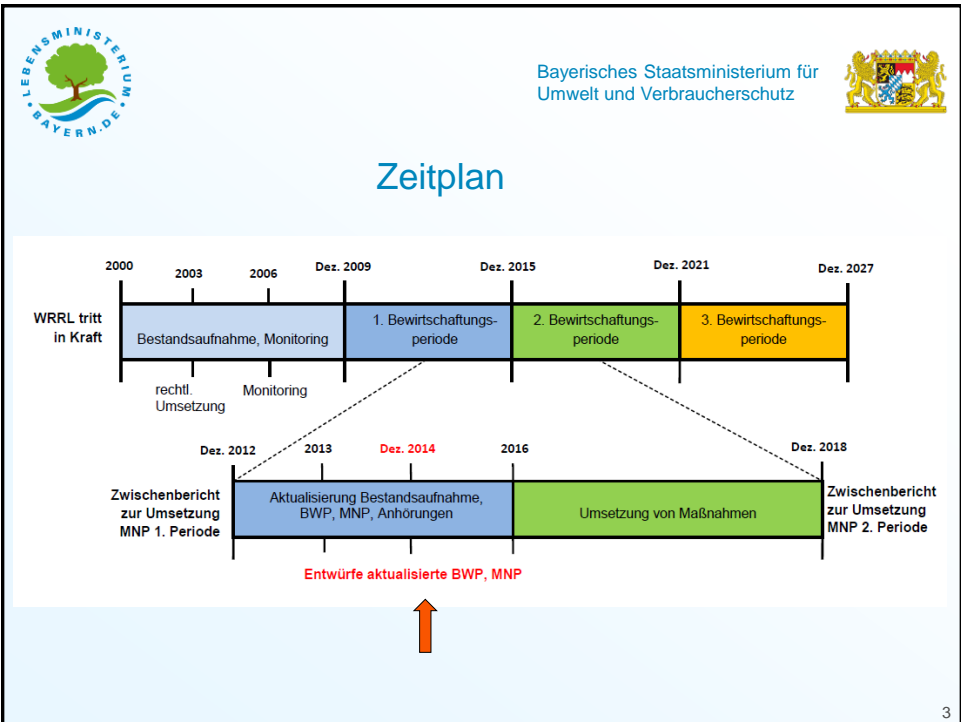 LEBENSMINISTERIUM
BAYERN.DE
Bayerisches Staatsministerium für
Umwelt und Verbraucherschutz
Zeitplan
2000
2003
2006
Dez. 2009
Dez. 2015
Dez. 2021
Dez. 2027
WRRL tritt
in Kraft
Bestandsaufnahme, Monitoring
1. Bewirtschaftungs-
periode
2. Bewirtschaftungs-
periode
3. Bewirtschaftungs-
periode
rechtl.
Umsetzung
Monitoring
Dez. 2012
2013
Dez. 2014
2016
Dez. 2018
Zwischenbericht
zur Umsetzung
MNP 1. Periode
Aktualisierung Bestandsaufnahme,
BWP, MNP, Anhörungen
Umsetzung von Maßnahmen
Zwischenbericht
zur Umsetzung
MNP 2. Periode
Entwürfe aktualisierte BWP, MNP
3